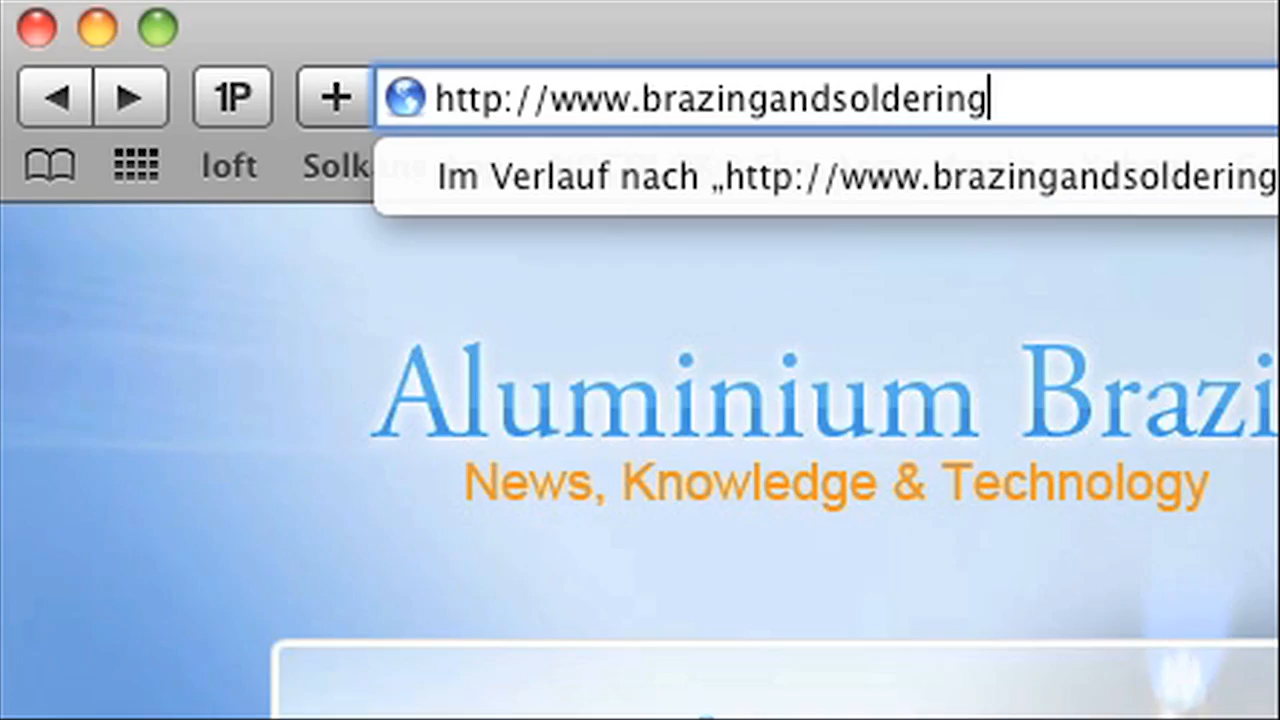 1P
http://www.brazingandsoldering
loft Solk
Im Verlauf nach „http://www.brazingandsoldering
Aluminium Brazi
News, Knowledge & Technology